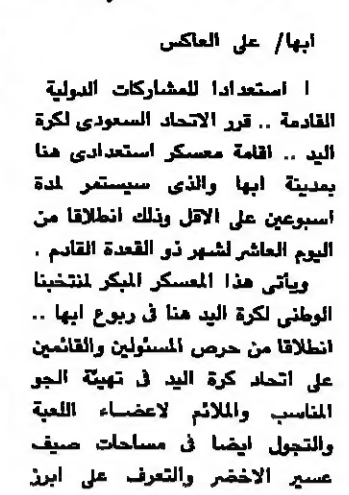 ابها/ على العاكس
ا استعدادا للمشاركات الدولية
القادمة .. قرر الاتحاد السعودى لكرة
اليد .. اقامة معسكر استعدادى هنا
بمدينة ابها والذى سيستمر لمدة
اسبوعين على الاقل وذلك انطلاقا من
اليوم العاشر لشهر ذو القعدة القادم .
ويأتى هذا المعسكر المبكر لمنتخبنا
الوطنى لكرة اليد هنا فى ربوع ابها ..
انطلاقا من حرص المسئولين والقائمين
على اتحاد كرة اليد فى تهيئة الجو
المناسب والملائم لاعضاء اللعبة
والتجول ايضا فى مساحات صيف
عسير الاخضر والتعرف على ابرز